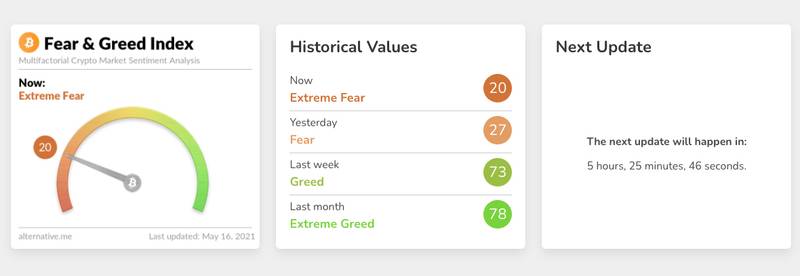 Fear & Greed Index
Multifactorial Crypto Market Sentiment Analysis
Now:
Extreme Fear
20
alternative.me
Last updated: May 16, 2021
Historical Values
Now
Extreme Fear
20
Yesterday
Fear
27
Last week
Greed
73
Last month
Extreme Greed
78
Next Update
The next update will happen in:
5 hours, 25 minutes, 46 seconds.